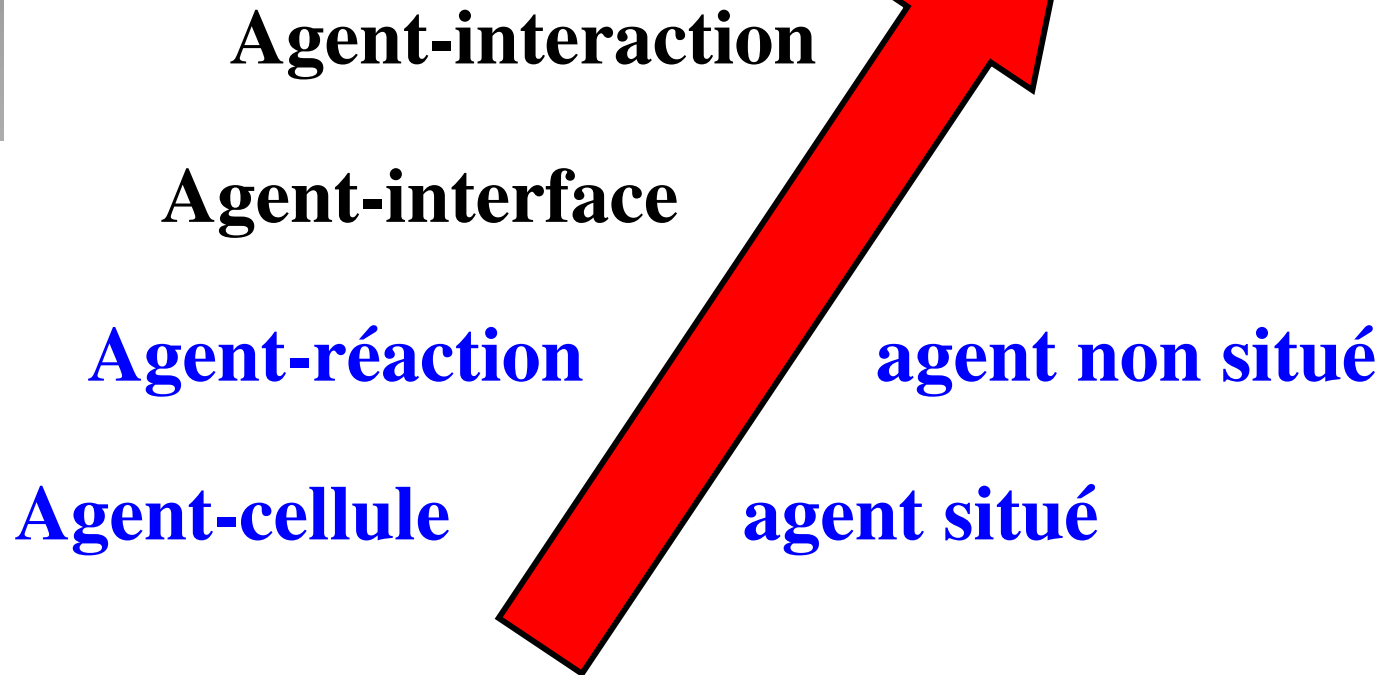 Agent-interaction
Agent-interface
Agent-réaction agent non situé
Agent-cellule agent situé